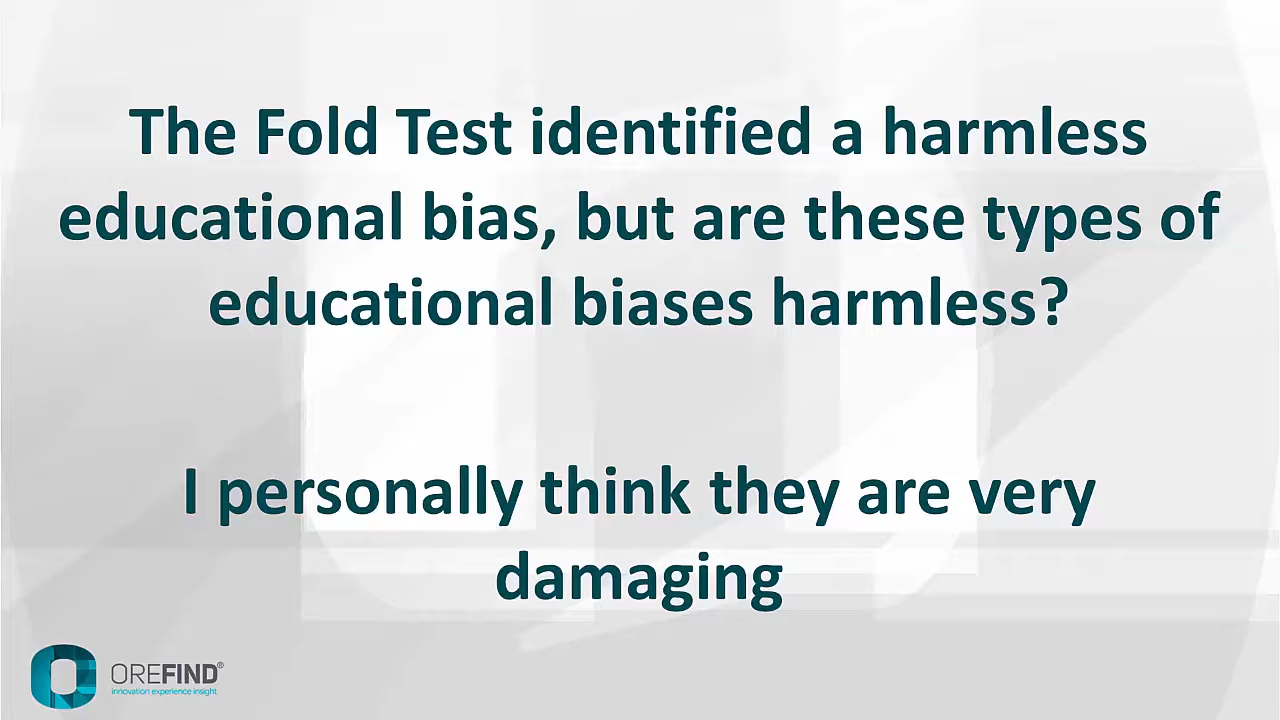 The Fold Test identified a harmless
educational bias, but are these types of
educational biases harmless?
I personally think they are very
damaging
OREFIND®
innovation experience insight